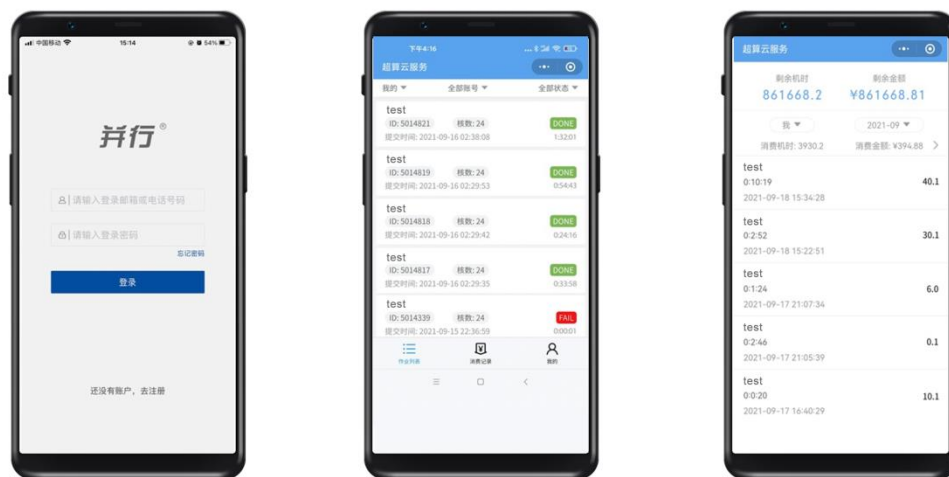 中国移动
15:14
54%
并行®
请输入登录邮箱或电话号码
请输入登录密码
忘记密码
登录
还没有账户，去注册
下午4:16
超算云服务
我的
全部账号
全部状态
test
ID: 5014821 核数: 24 DONE
提交时间: 2021-09-16 02:38:08 1:32:01
test
ID: 5014819 核数: 24 DONE
提交时间: 2021-09-16 02:29:53 0:54:43
test
ID: 5014818 核数: 24 DONE
提交时间: 2021-09-16 02:29:42 0:24:16
test
ID: 5014817 核数: 24 DONE
提交时间: 2021-09-16 02:29:35 0:33:58
test
ID: 5014339 核数: 24 FAIL
提交时间: 2021-09-15 22:36:59 0:00:01
作业列表 消费记录 我的
超算云服务
剩余机时 剩余金额
861668.2 ¥861668.81
我 2021-09
消费机时: 3930.2 消费金额: ¥394.88
test
0:10:19 40.1
2021-09-18 15:34:28
test
0:2:52 30.1
2021-09-18 15:22:51
test
0:1:24 6.0
2021-09-17 21:07:34
test
0:2:46 0.1
2021-09-17 21:05:39
test
0:0:20 10.1
2021-09-17 16:40:29